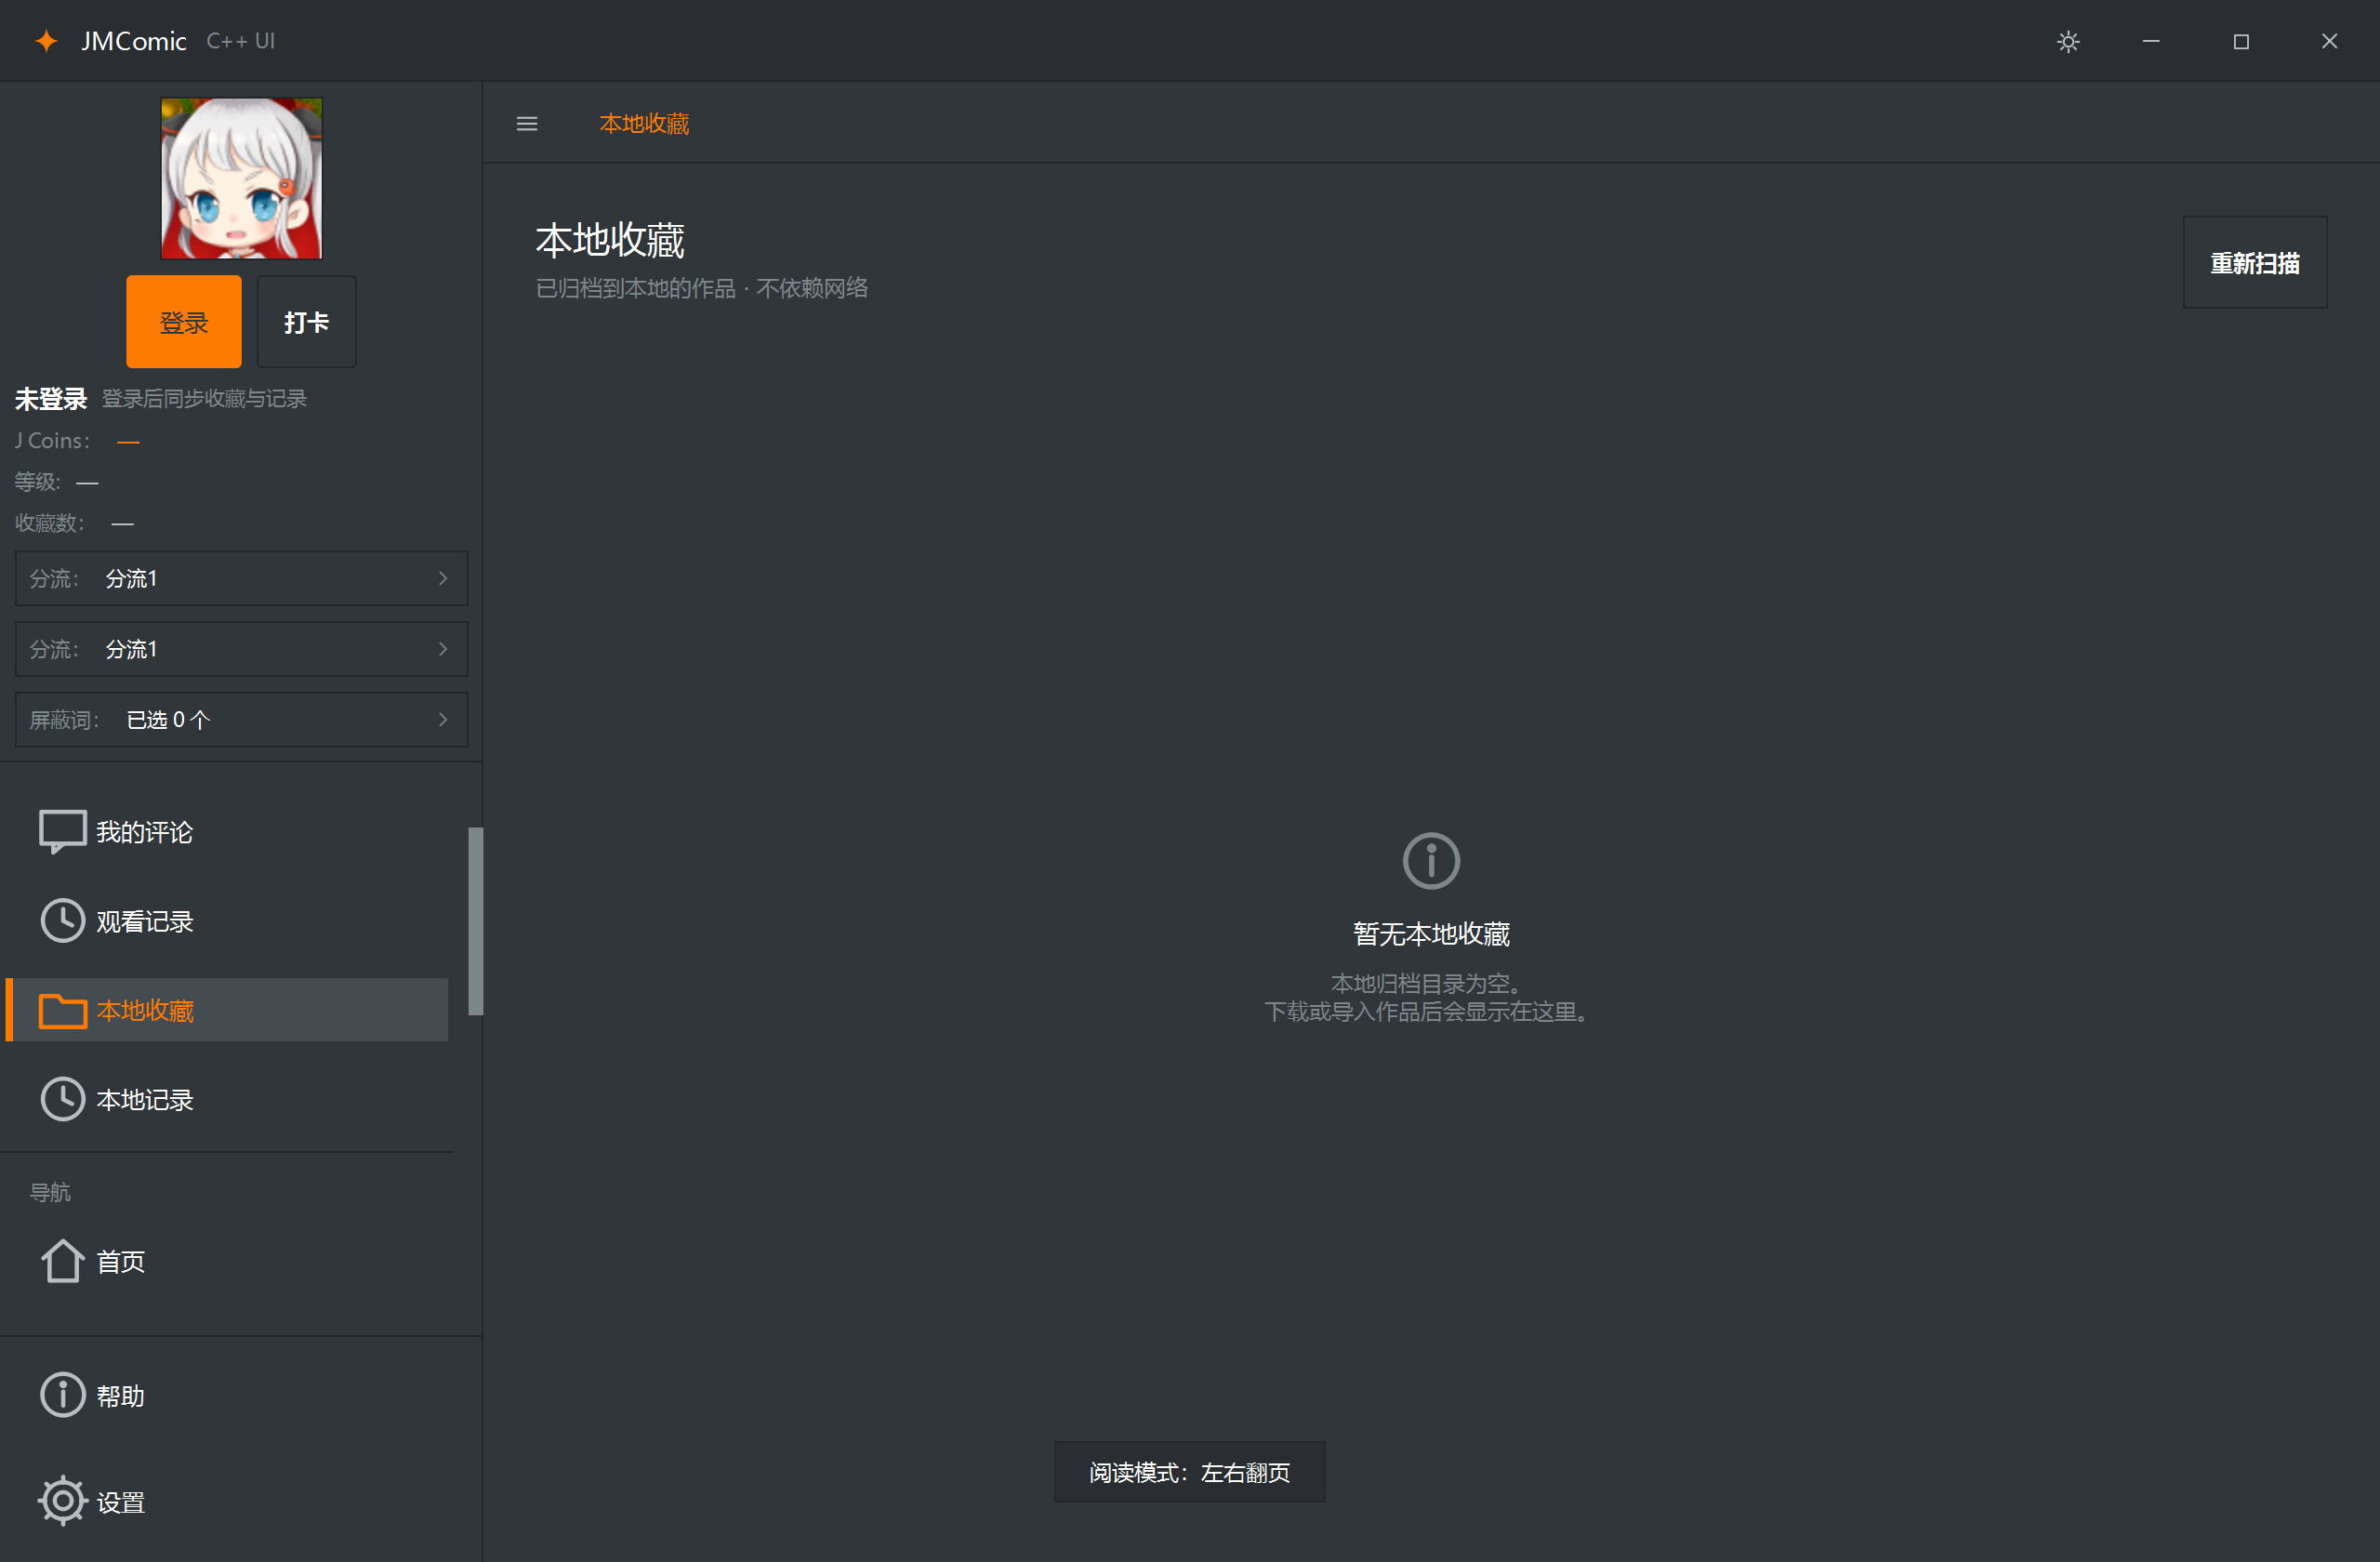 JMComic C++ UI
本地收藏
登录
打卡
未登录 登录后同步收藏与记录
J Coins: —
等级: —
收藏数: —
分流: 分流1
分流: 分流1
屏蔽词: 已选 0 个
我的评论
观看记录
本地收藏
本地记录
导航
首页
帮助
设置
本地收藏
已归档到本地的作品 · 不依赖网络
重新扫描
暂无本地收藏
本地归档目录为空。
下载或导入作品后会显示在这里。
阅读模式：左右翻页